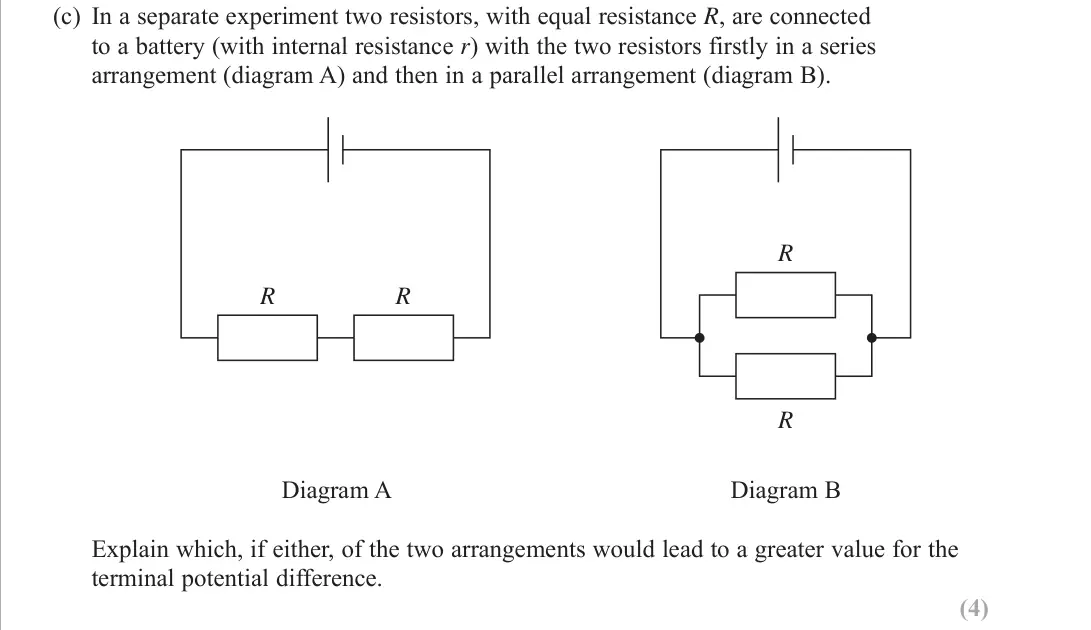 (c) In a separate experiment two resistors, with equal resistance R, are connected
to a battery (with internal resistance r) with the two resistors firstly in a series
arrangement (diagram A) and then in a parallel arrangement (diagram B).
R
R
R
R
Diagram A
Diagram B
Explain which, if either, of the two arrangements would lead to a greater value for the
terminal potential difference.
(4)